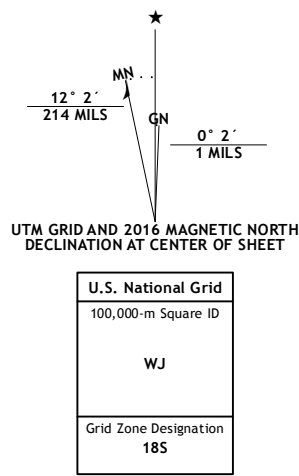 ★
MN
12° 2´
214 MILS
GN
0° 2´
1 MILS
UTM GRID AND 2016 MAGNETIC NORTH
DECLINATION AT CENTER OF SHEET
U.S. National Grid
100,000-m Square ID
WJ
Grid Zone Designation
18S